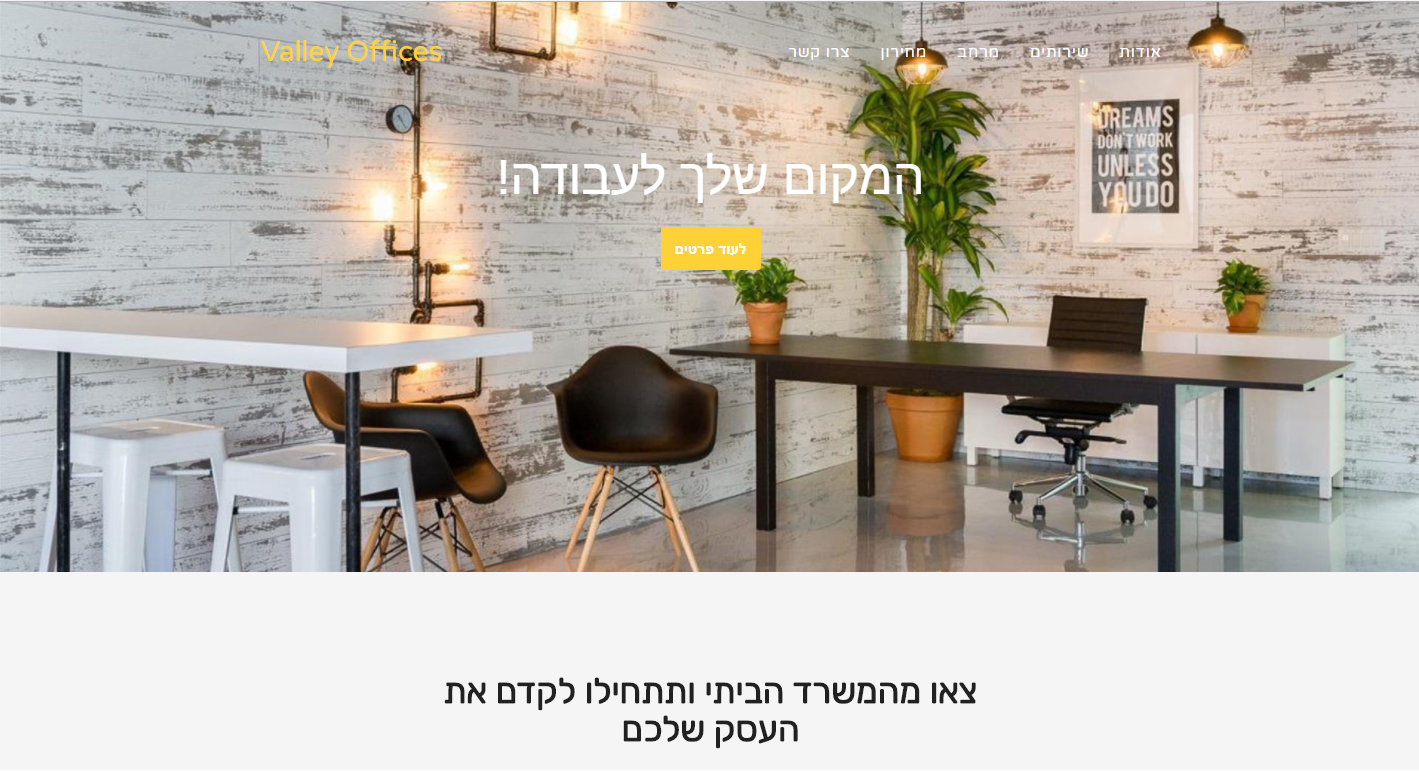 Valley Offices
אודות שירותים מרחב מחירון צרו קשר
DREAMS
DON'T WORK
UNLESS
YOU DO
המקום שלך לעבודה!
לעוד פרטים
צאו מהמשרד הביתי ותתחילו לקדם את
העסק שלכם